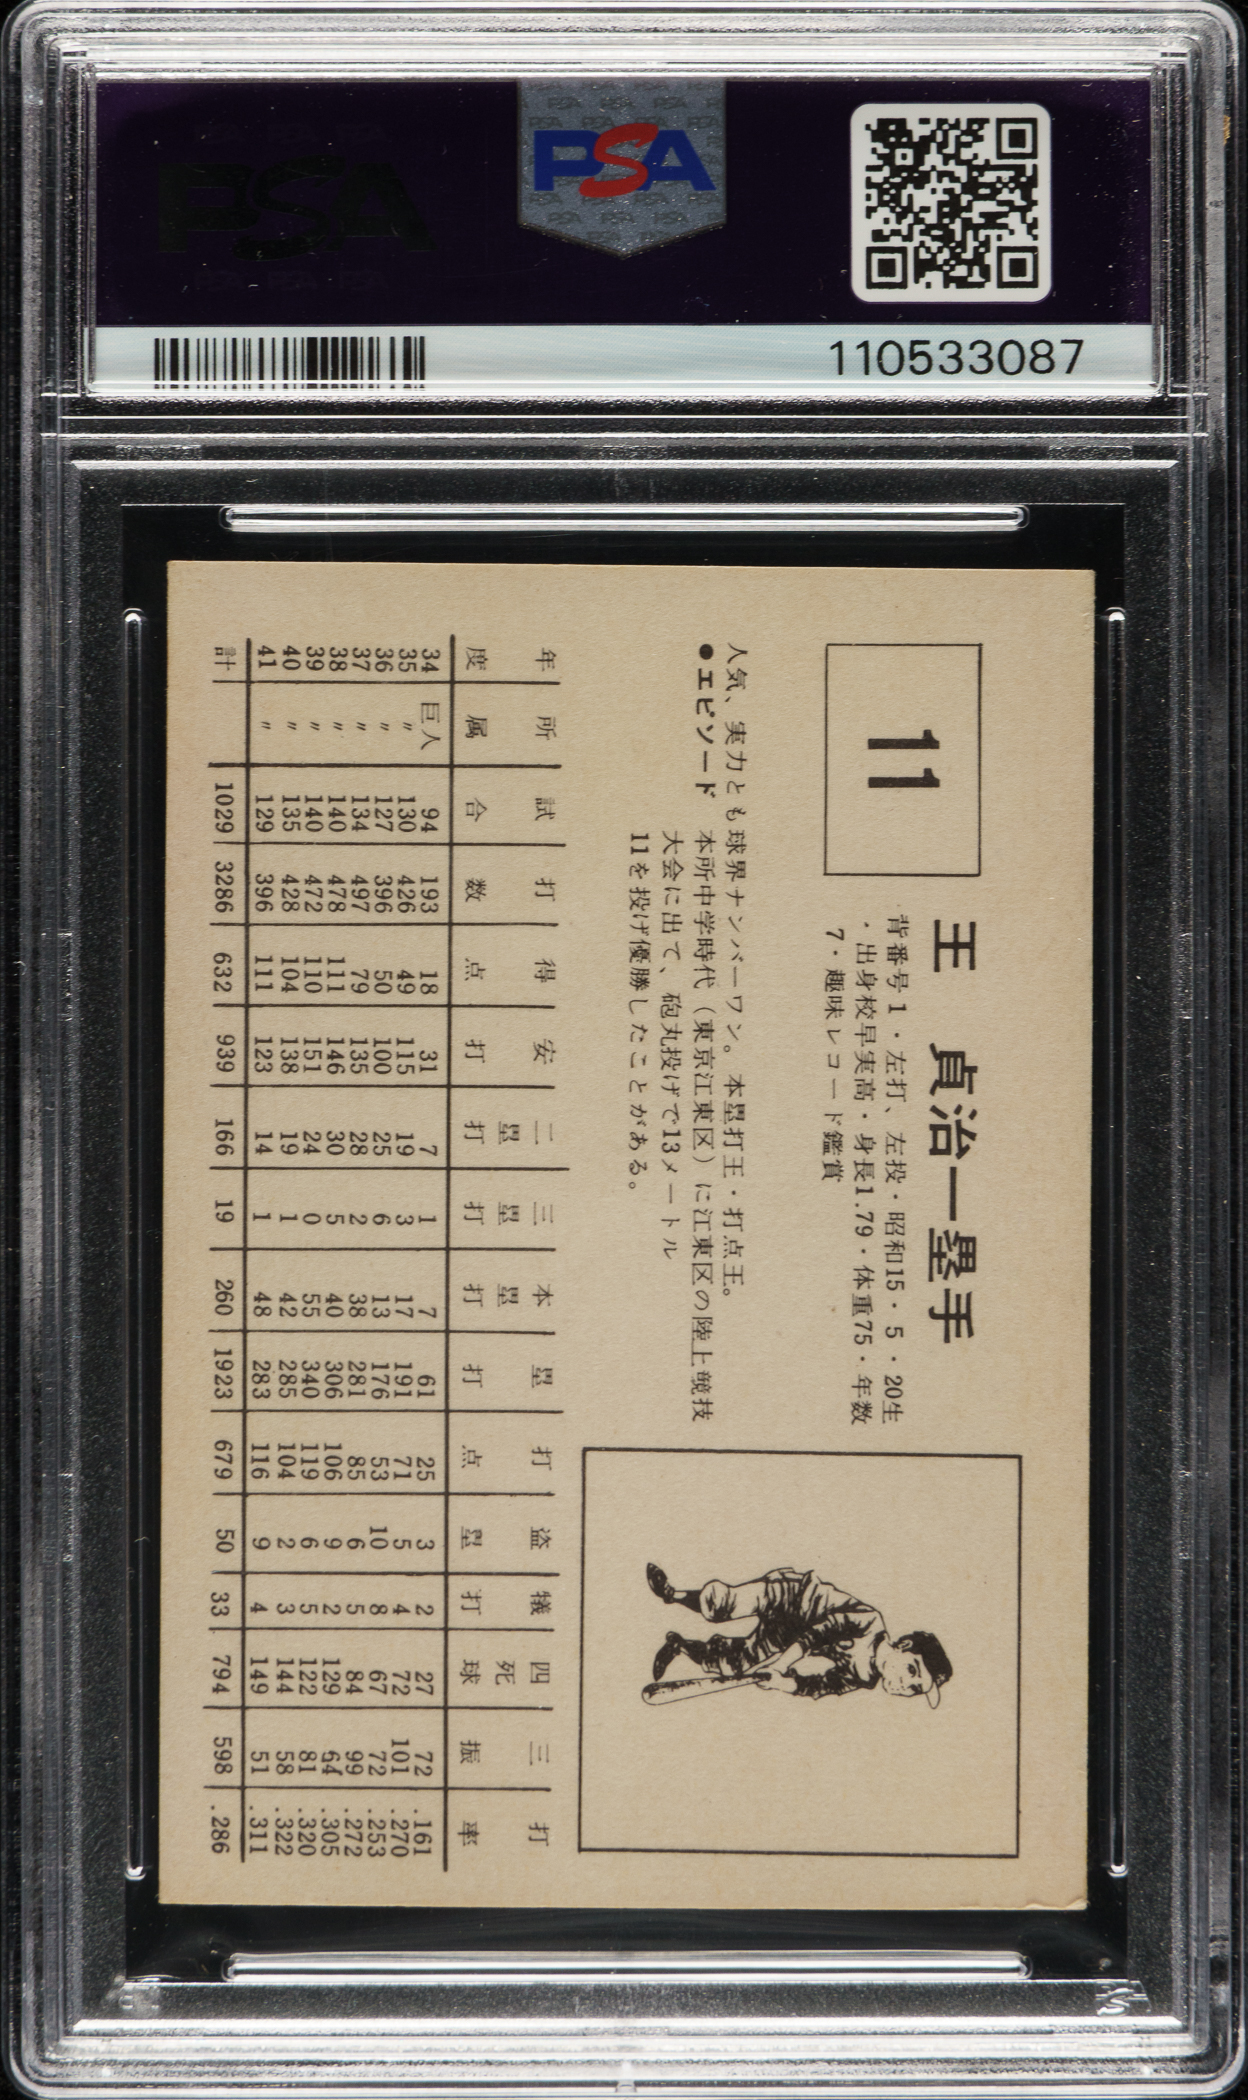 PSA
110533087
11
王 貞治一塁手
背番号1・左打、左投・昭和15・5・20生
・出身校早実高・身長1.79・体重75・年数
7・趣味レコード鑑賞
人気、実力とも球界ナンバーワン。本塁打王・打点王。
●エピソード 本所中学時代（東京江東区）に江東区の陸上競技
大会に出て、砲丸投げで13メートル
11を投げ優勝したことがある。
年度 所属 試合 打数 得点 安打 二塁打 三塁打 本塁打 塁打 打点 盗塁 犠打 四死球 三振 打率
34 巨人 94 193 18 31 7 1 7 61 25 3 2 27 72 .161
35 〃 130 426 49 115 19 3 17 191 71 5 4 72 101 .270
36 〃 127 396 50 100 25 6 13 176 53 10 8 67 72 .253
37 〃 134 497 79 135 28 2 38 281 85 6 5 84 99 .272
38 〃 140 478 111 146 30 5 40 306 106 9 2 129 64 .305
39 〃 140 472 110 151 24 0 55 340 119 6 5 122 81 .320
40 〃 135 428 104 138 19 1 42 285 104 2 3 144 58 .322
41 〃 129 396 111 123 14 1 48 283 116 9 4 149 51 .311
計 1029 3286 632 939 166 19 260 1923 679 50 33 794 598 .286